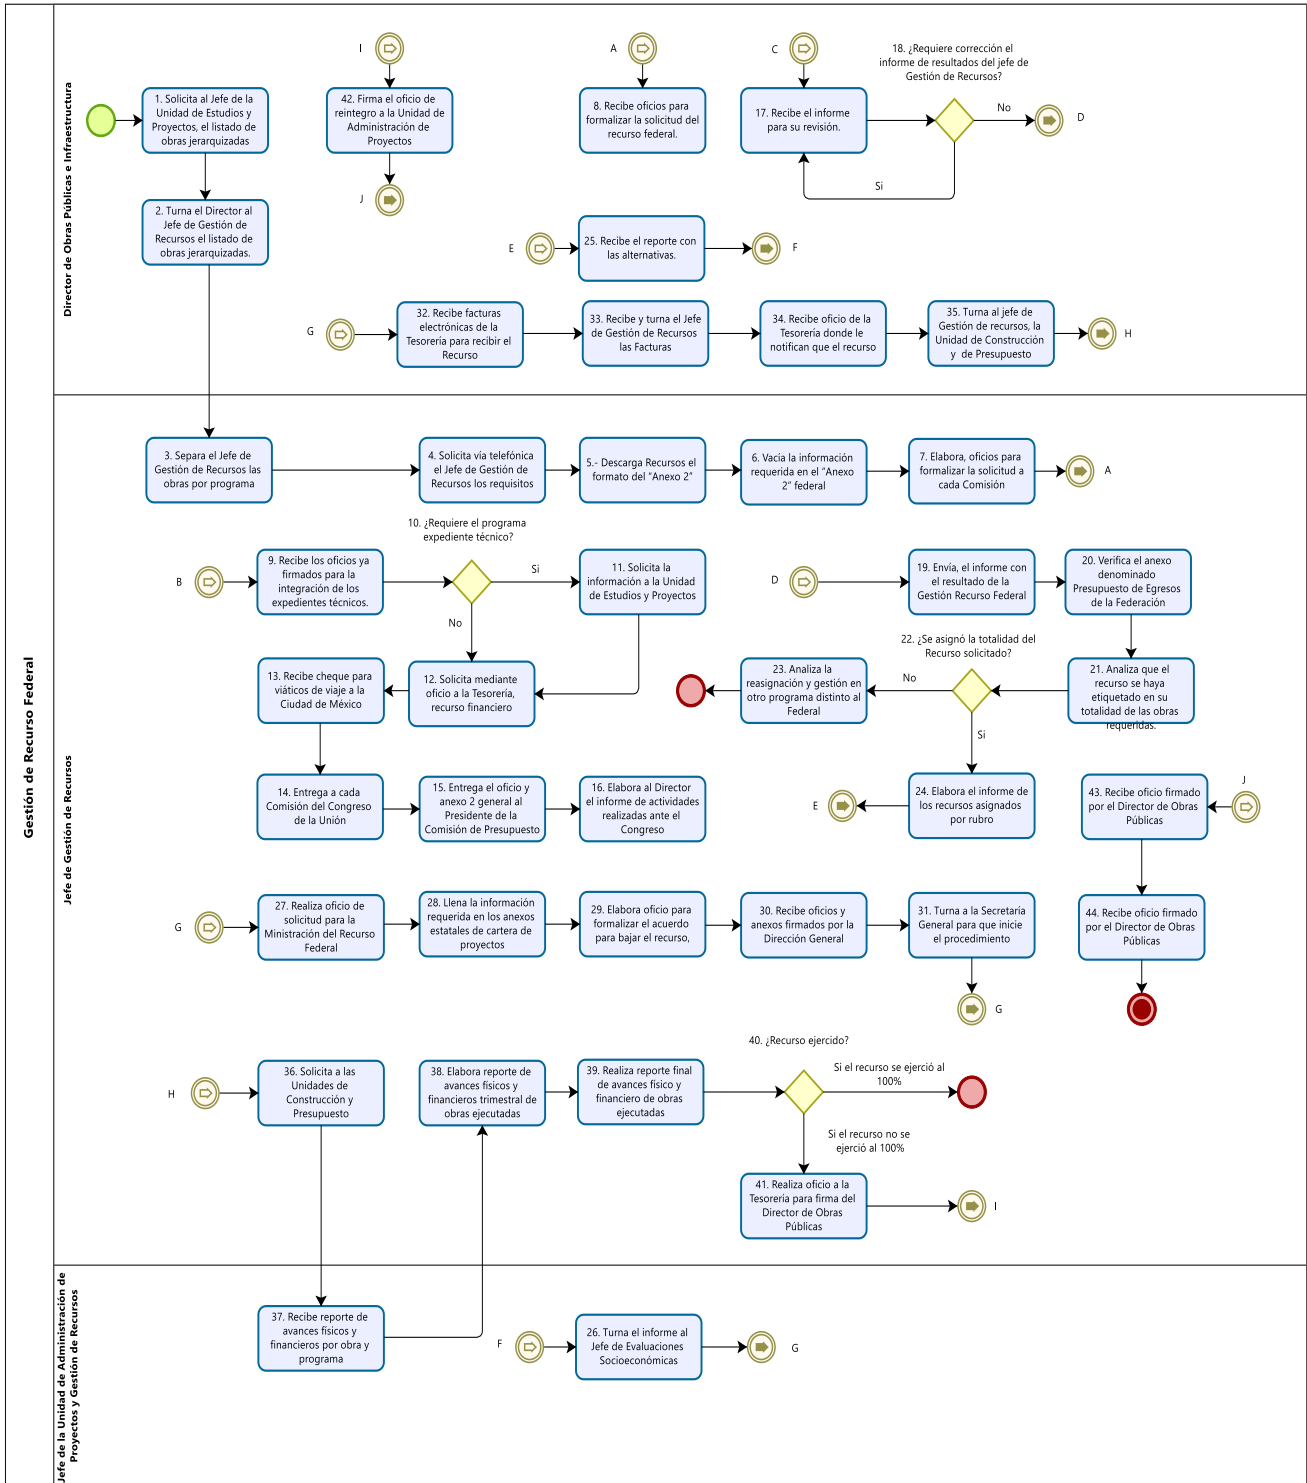 Gestión de Recurso Federal
Director de Obras Públicas e Infraestructura
I
A
C
18. ¿Requiere corrección el
informe de resultados del jefe de
Gestión de Recursos?
1. Solicita al Jefe de la
Unidad de Estudios y
Proyectos, el listado de
obras jerarquizadas
42. Firma el oficio de
reintegro a la Unidad de
Administración de
Proyectos
8. Recibe oficios para
formalizar la solicitud del
recurso federal.
17. Recibe el informe
para su revisión.
No
D
Si
J
2. Turna el Director al
Jefe de Gestión de
Recursos el listado de
obras jerarquizadas.
E
25. Recibe el reporte con
las alternativas.
F
G
32. Recibe facturas
electrónicas de la
Tesorería para recibir el
Recurso
33. Recibe y turna el Jefe
de Gestión de Recursos
las Facturas
34. Recibe oficio de la
Tesorería donde le
notifican que el recurso
35. Turna al jefe de
Gestión de recursos, la
Unidad de Construcción
y de Presupuesto
H
Jefe de Gestión de Recursos
3. Separa el Jefe de
Gestión de Recursos las
obras por programa
4. Solicita vía telefónica
el Jefe de Gestión de
Recursos los requisitos
5.- Descarga Recursos el
formato del “Anexo 2”
6. Vacía la información
requerida en el “Anexo
2” federal
7. Elabora, oficios para
formalizar la solicitud a
cada Comisión
A
10. ¿Requiere el programa
expediente técnico?
B
9. Recibe los oficios ya
firmados para la
integración de los
expedientes técnicos.
Si
No
11. Solicita la
información a la Unidad
de Estudios y Proyectos
D
19. Envía, el informe con
el resultado de la
Gestión Recurso Federal
20. Verifica el anexo
denominado
Presupuesto de Egresos
de la Federación
22. ¿Se asignó la totalidad del
Recurso solicitado?
13. Recibe cheque para
viáticos de viaje a la
Ciudad de México
12. Solicita mediante
oficio a la Tesorería,
recurso financiero
23. Analiza la
reasignación y gestión en
otro programa distinto al
Federal
No
Si
21. Analiza que el
recurso se haya
etiquetado en su
totalidad de las obras
requeridas.
14. Entrega a cada
Comisión del Congreso
de la Unión
15. Entrega el oficio y
anexo 2 general al
Presidente de la
Comisión de Presupuesto
16. Elabora al Director
el informe de actividades
realizadas ante el
Congreso
E
24. Elabora el informe de
los recursos asignados
por rubro
43. Recibe oficio firmado
por el Director de Obras
Públicas
J
G
27. Realiza oficio de
solicitud para la
Ministración del Recurso
Federal
28. Llena la información
requerida en los anexos
estatales de cartera de
proyectos
29. Elabora oficio para
formalizar el acuerdo
para bajar el recurso,
30. Recibe oficios y
anexos firmados por la
Dirección General
31. Turna a la Secretaría
General para que inicie
el procedimiento
44. Recibe oficio firmado
por el Director de Obras
Públicas
G
40. ¿Recurso ejercido?
H
36. Solicita a las
Unidades de
Construcción y
Presupuesto
38. Elabora reporte de
avances físicos y
financieros trimestral de
obras ejecutadas
39. Realiza reporte final
de avances físico y
financiero de obras
ejecutadas
Si el recurso se ejerció al
100%
Si el recurso no se
ejerció al 100%
41. Realiza oficio a la
Tesorería para firma del
Director de Obras
Públicas
I
Jefe de la Unidad de Administración de
Proyectos y Gestión de Recursos
37. Recibe reporte de
avances físicos y
financieros por obra y
programa
F
26. Turna el informe al
Jefe de Evaluaciones
Socioeconómicas
G